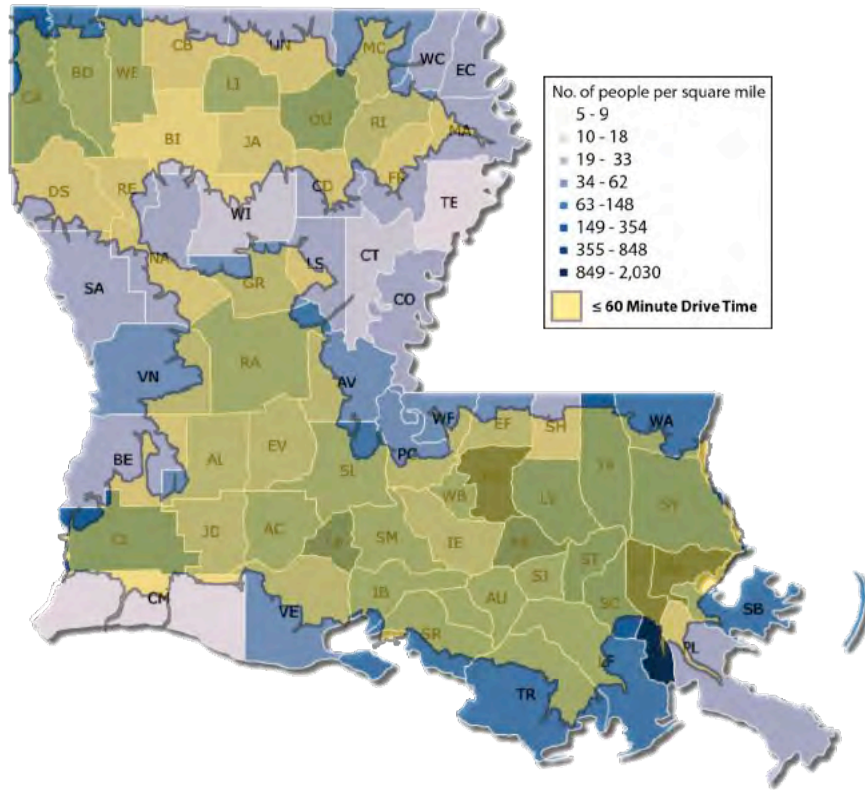 CB
UN
MC
WC
EC
BD
WE
CA
LI
OU
RI
MA
BI
JA
FR
DS
RE
CD
TE
WI
NA
LS
CT
SA
GR
CO
VN
RA
AV
WF
EF
SH
WA
BE
AL
EV
SL
PC
WB
LV
TA
SY
CL
JD
AC
LF
SM
IE
ST
SJ
CM
VE
IB
AU
SC
SB
SR
PL
LF
TR
No. of people per square mile
5 - 9
10 - 18
19 - 33
34 - 62
63 - 148
149 - 354
355 - 848
849 - 2,030
≤ 60 Minute Drive Time